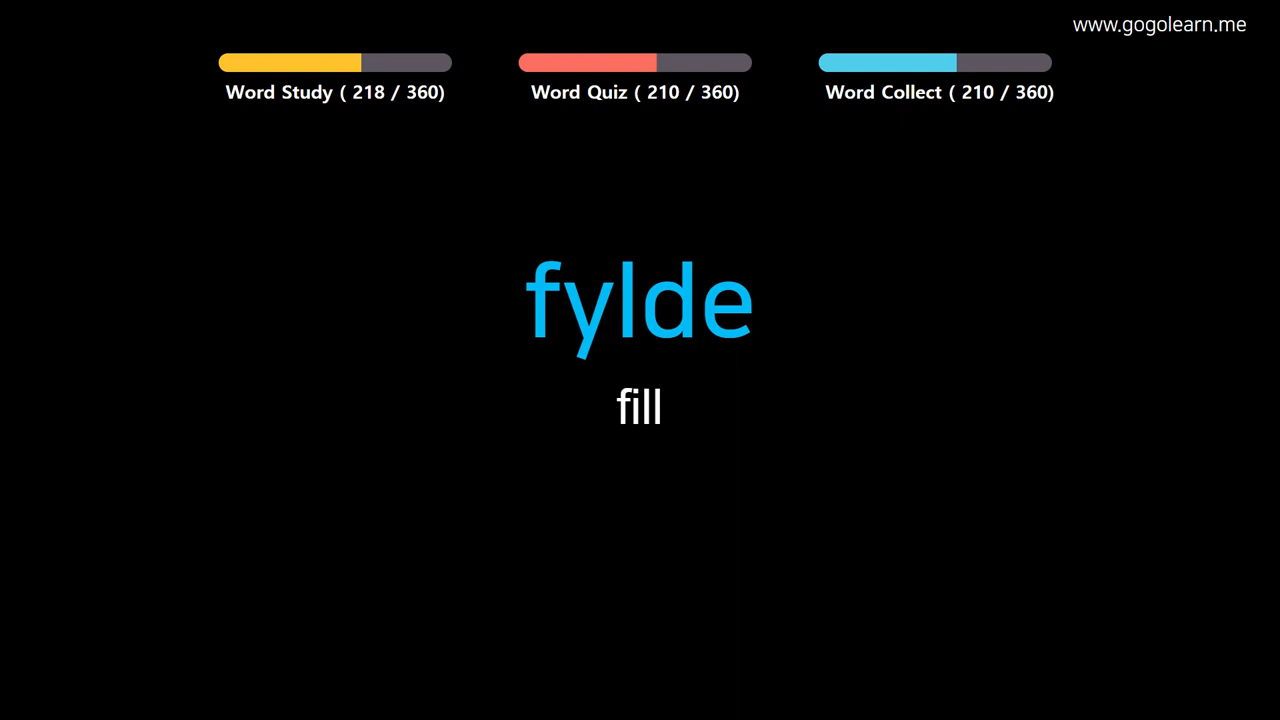 www.gogolearn.me
Word Study ( 218 / 360)
Word Quiz ( 210 / 360)
Word Collect ( 210 / 360)
fylde
fill